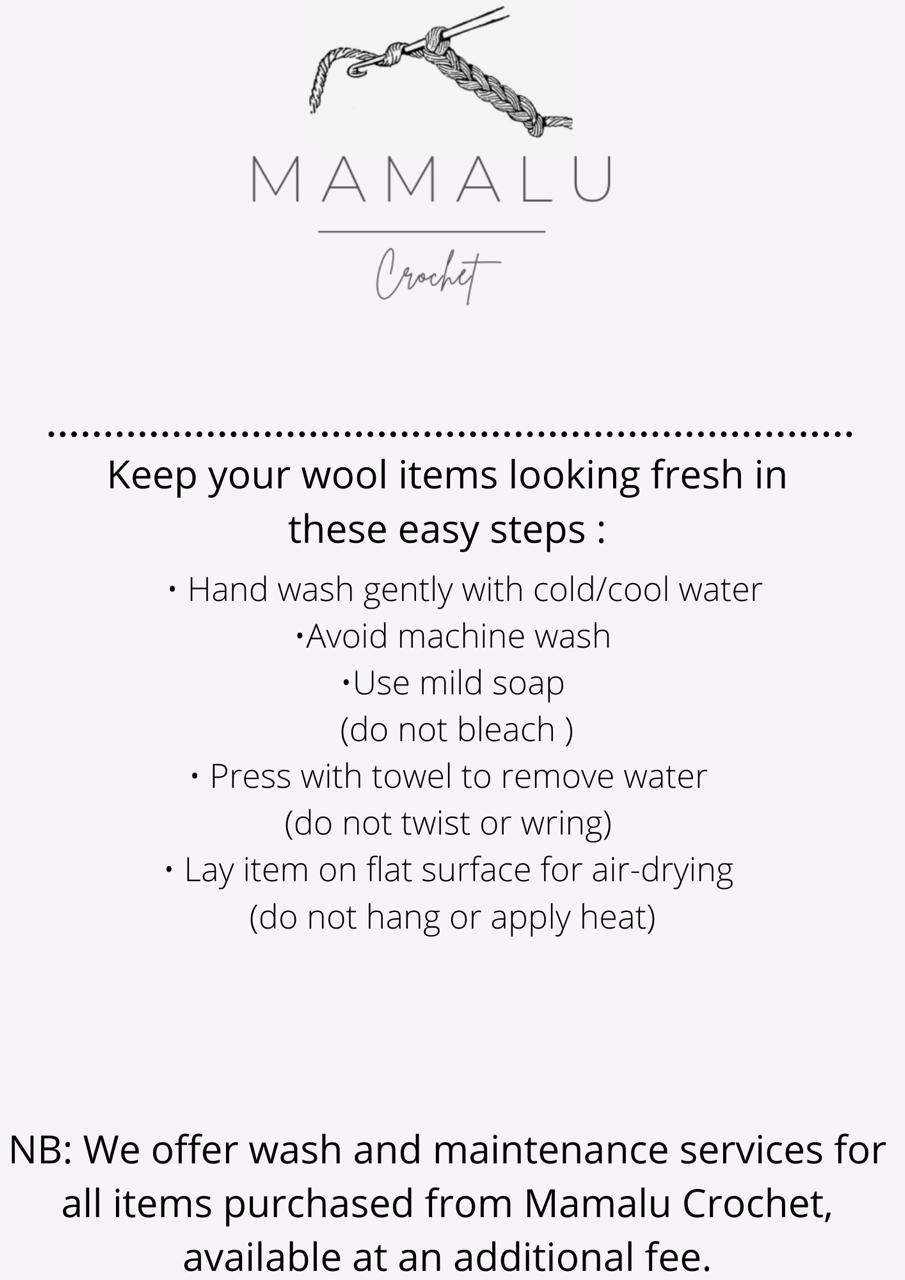 MAMALU
Crochet
Keep your wool items looking fresh in
these easy steps :
• Hand wash gently with cold/cool water
•Avoid machine wash
•Use mild soap
(do not bleach )
• Press with towel to remove water
(do not twist or wring)
• Lay item on flat surface for air-drying
(do not hang or apply heat)
NB: We offer wash and maintenance services for
all items purchased from Mamalu Crochet,
available at an additional fee.